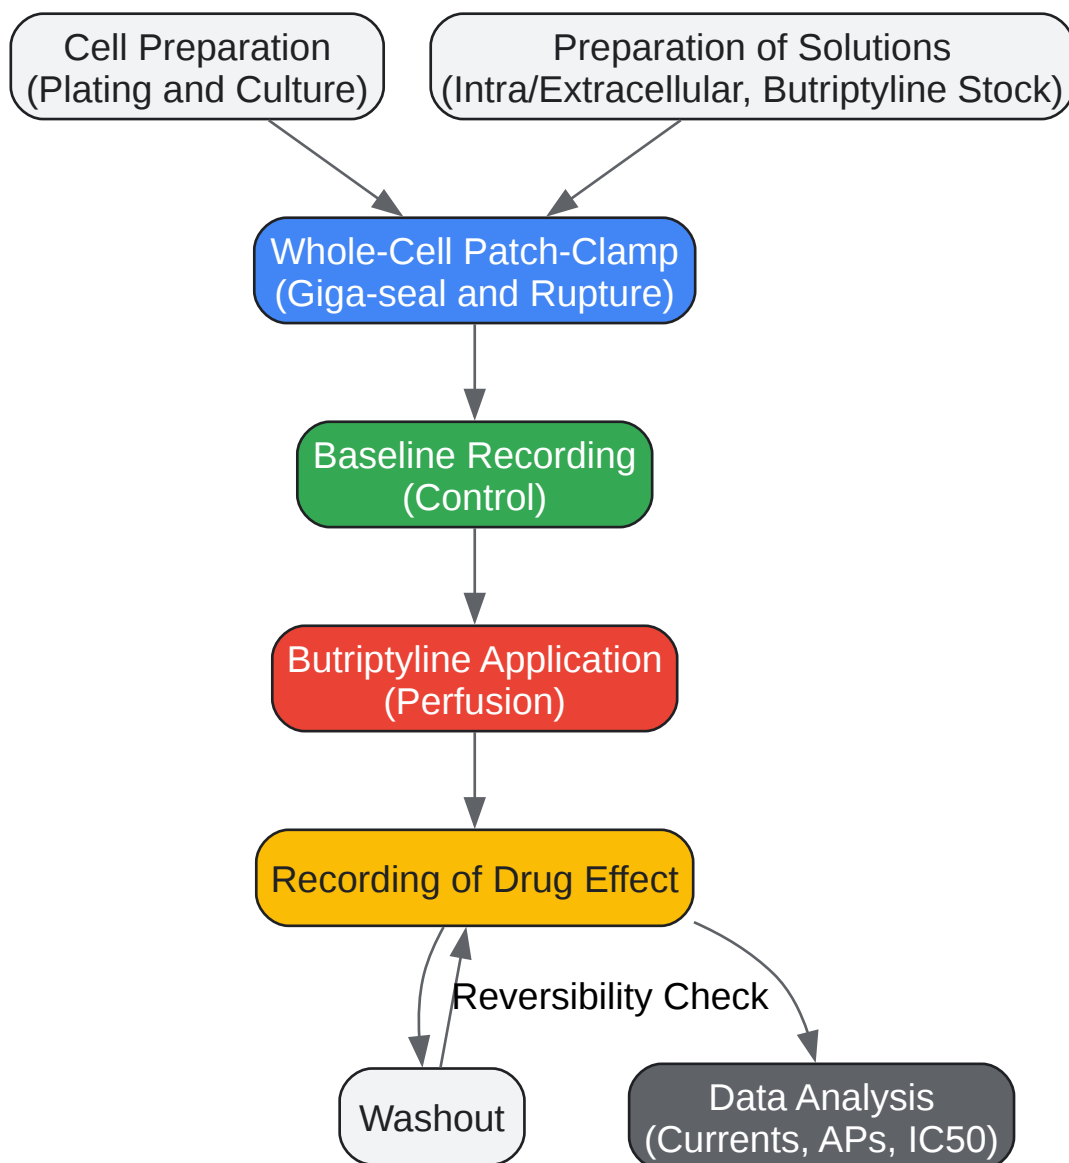 Cell Preparation
(Plating and Culture)
Preparation of Solutions
(Intra/Extracellular, Butriptyline Stock)
Whole-Cell Patch-Clamp
(Giga-seal and Rupture)
Baseline Recording
(Control)
Butriptyline Application
(Perfusion)
Recording of Drug Effect
Reversibility Check
Washout
Data Analysis
(Currents, APs, IC50)